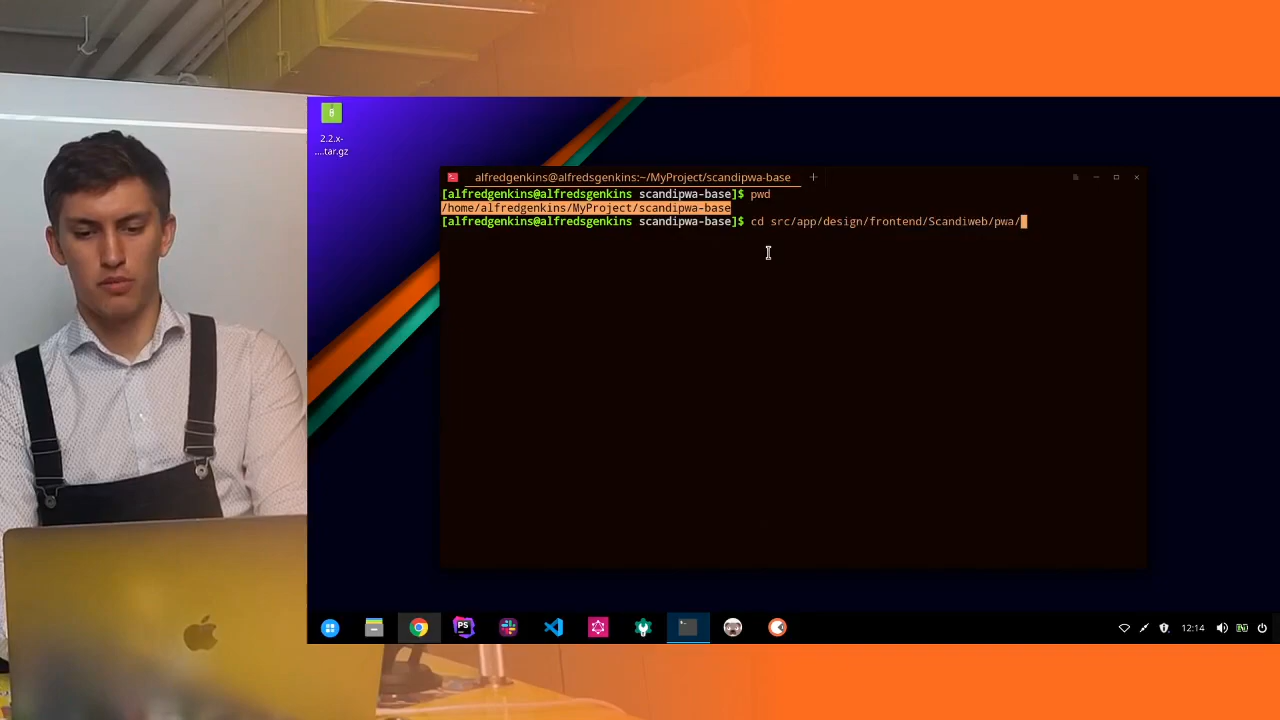 2.2.x-
....tar.gz
alfredgenkins@alfredsgenkins:~/MyProject/scandipwa-base
[alfredgenkins@alfredsgenkins scandipwa-base]$ pwd
/home/alfredgenkins/MyProject/scandipwa-base
[alfredgenkins@alfredsgenkins scandipwa-base]$ cd src/app/design/frontend/Scandiweb/pwa/
PS
12:14